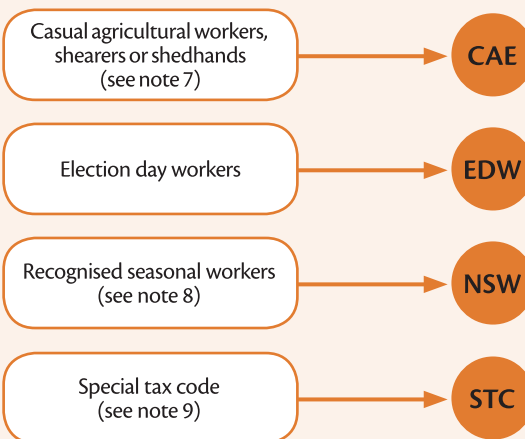 Casual agricultural workers,
shearers or shedhands
(see note 7)
CAE
Election day workers
EDW
Recognised seasonal workers
(see note 8)
NSW
Special tax code
(see note 9)
STC